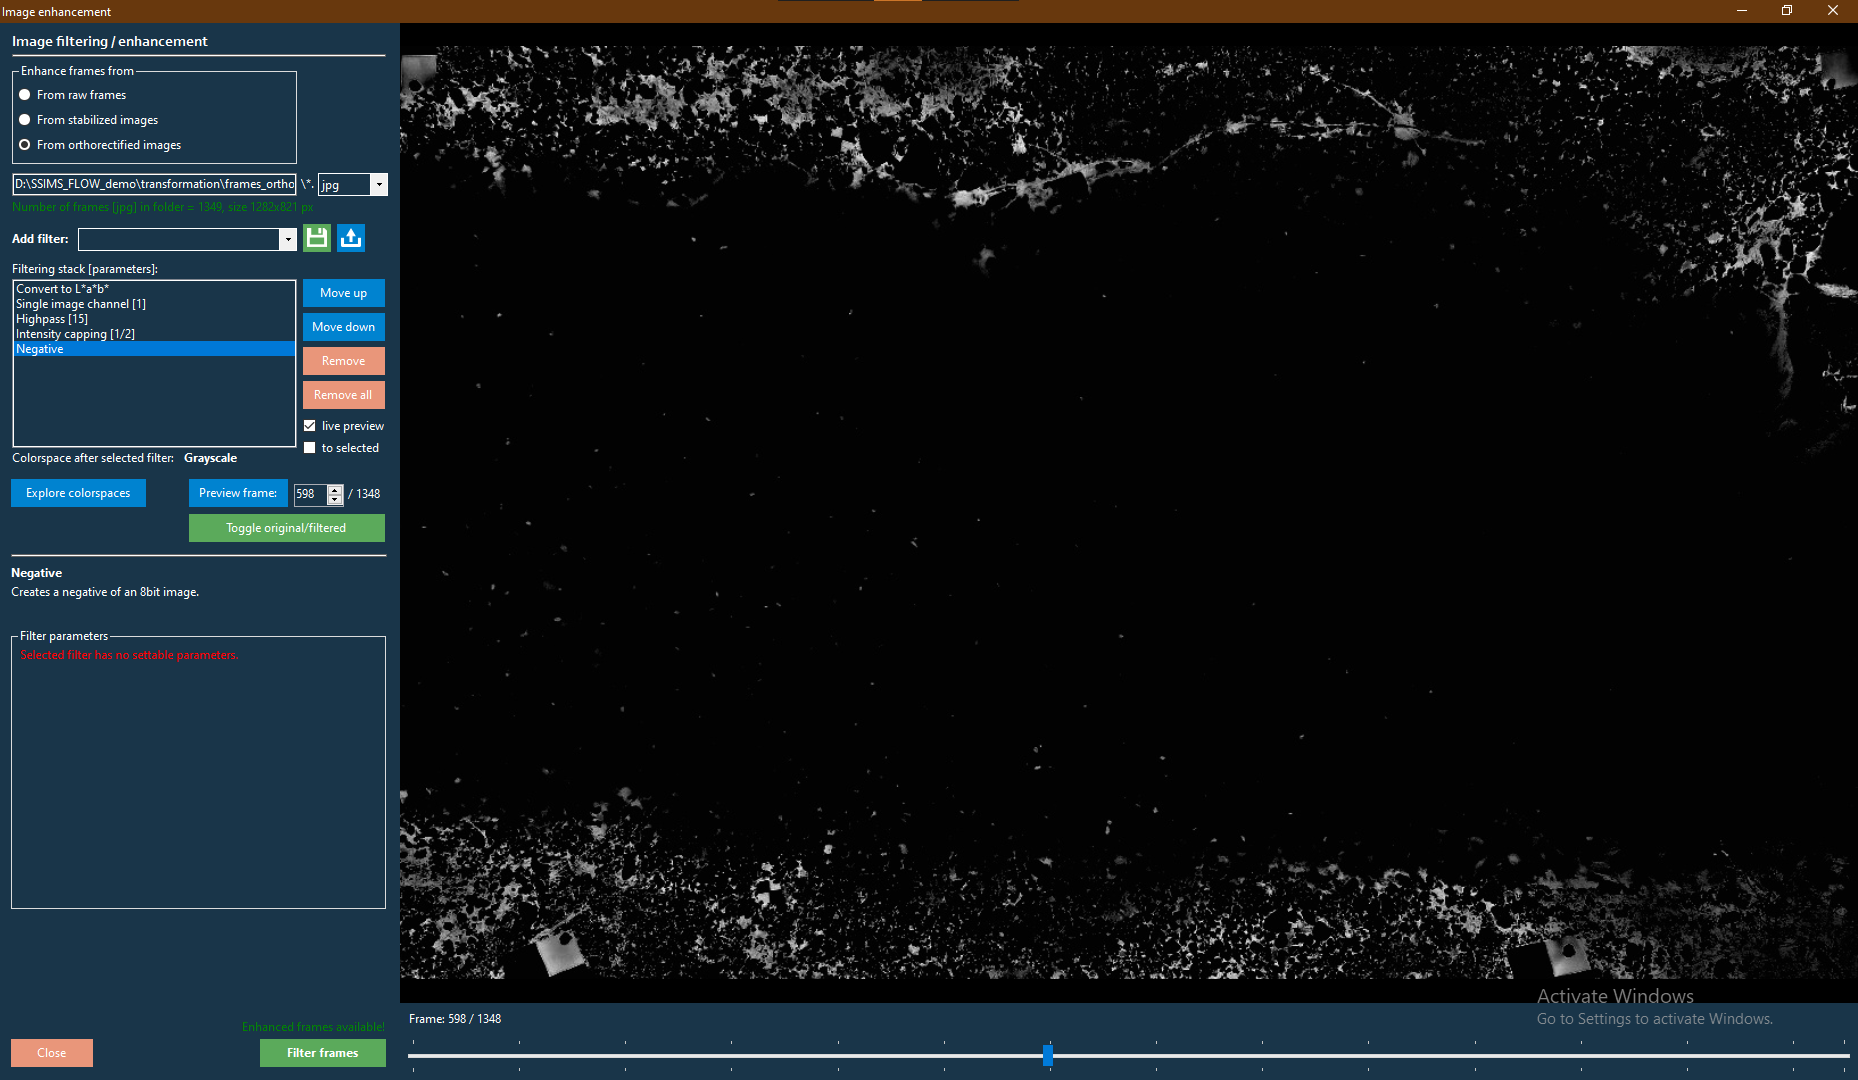 Image enhancement
Image filtering / enhancement
Enhance frames from
From raw frames
From stabilized images
From orthorectified images
D:\SSIMS_FLOW_demo\transformation\frames_ortho \*. jpg
Number of frames [jpg] in folder = 1349, size 1282x821 px
Add filter:
Filtering stack [parameters]:
Convert to L*a*b*
Single image channel [1]
Highpass [15]
Intensity capping [1/2]
Negative
Move up
Move down
Remove
Remove all
live preview
to selected
Colorspace after selected filter: Grayscale
Explore colorspaces
Preview frame: 598 / 1348
Toggle original/filtered
Negative
Creates a negative of an 8bit image.
Filter parameters
Selected filter has no settable parameters.
Enhanced frames available!
Close
Filter frames
Frame: 598 / 1348
Activate Windows
Go to Settings to activate Windows.